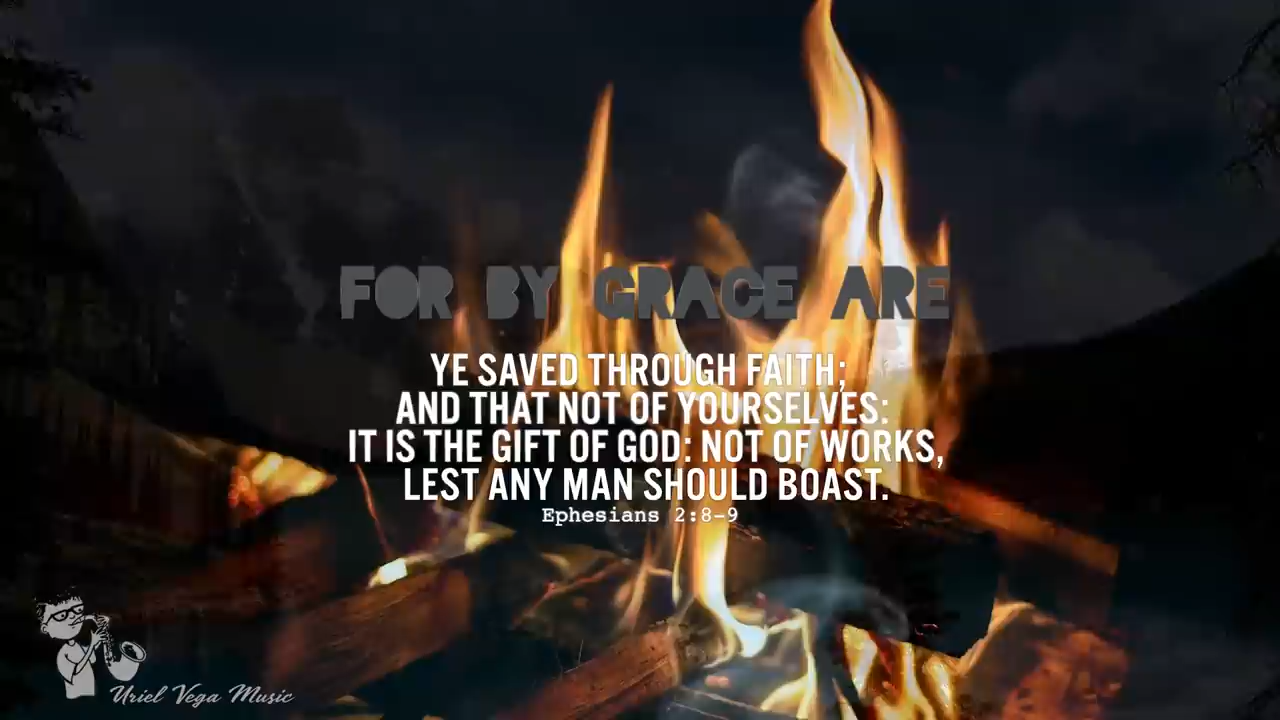 FOR BY GRACE ARE
YE SAVED THROUGH FAITH;
AND THAT NOT OF YOURSELVES:
IT IS THE GIFT OF GOD: NOT OF WORKS,
LEST ANY MAN SHOULD BOAST.
Ephesians 2:8-9
Uriel Vega Music